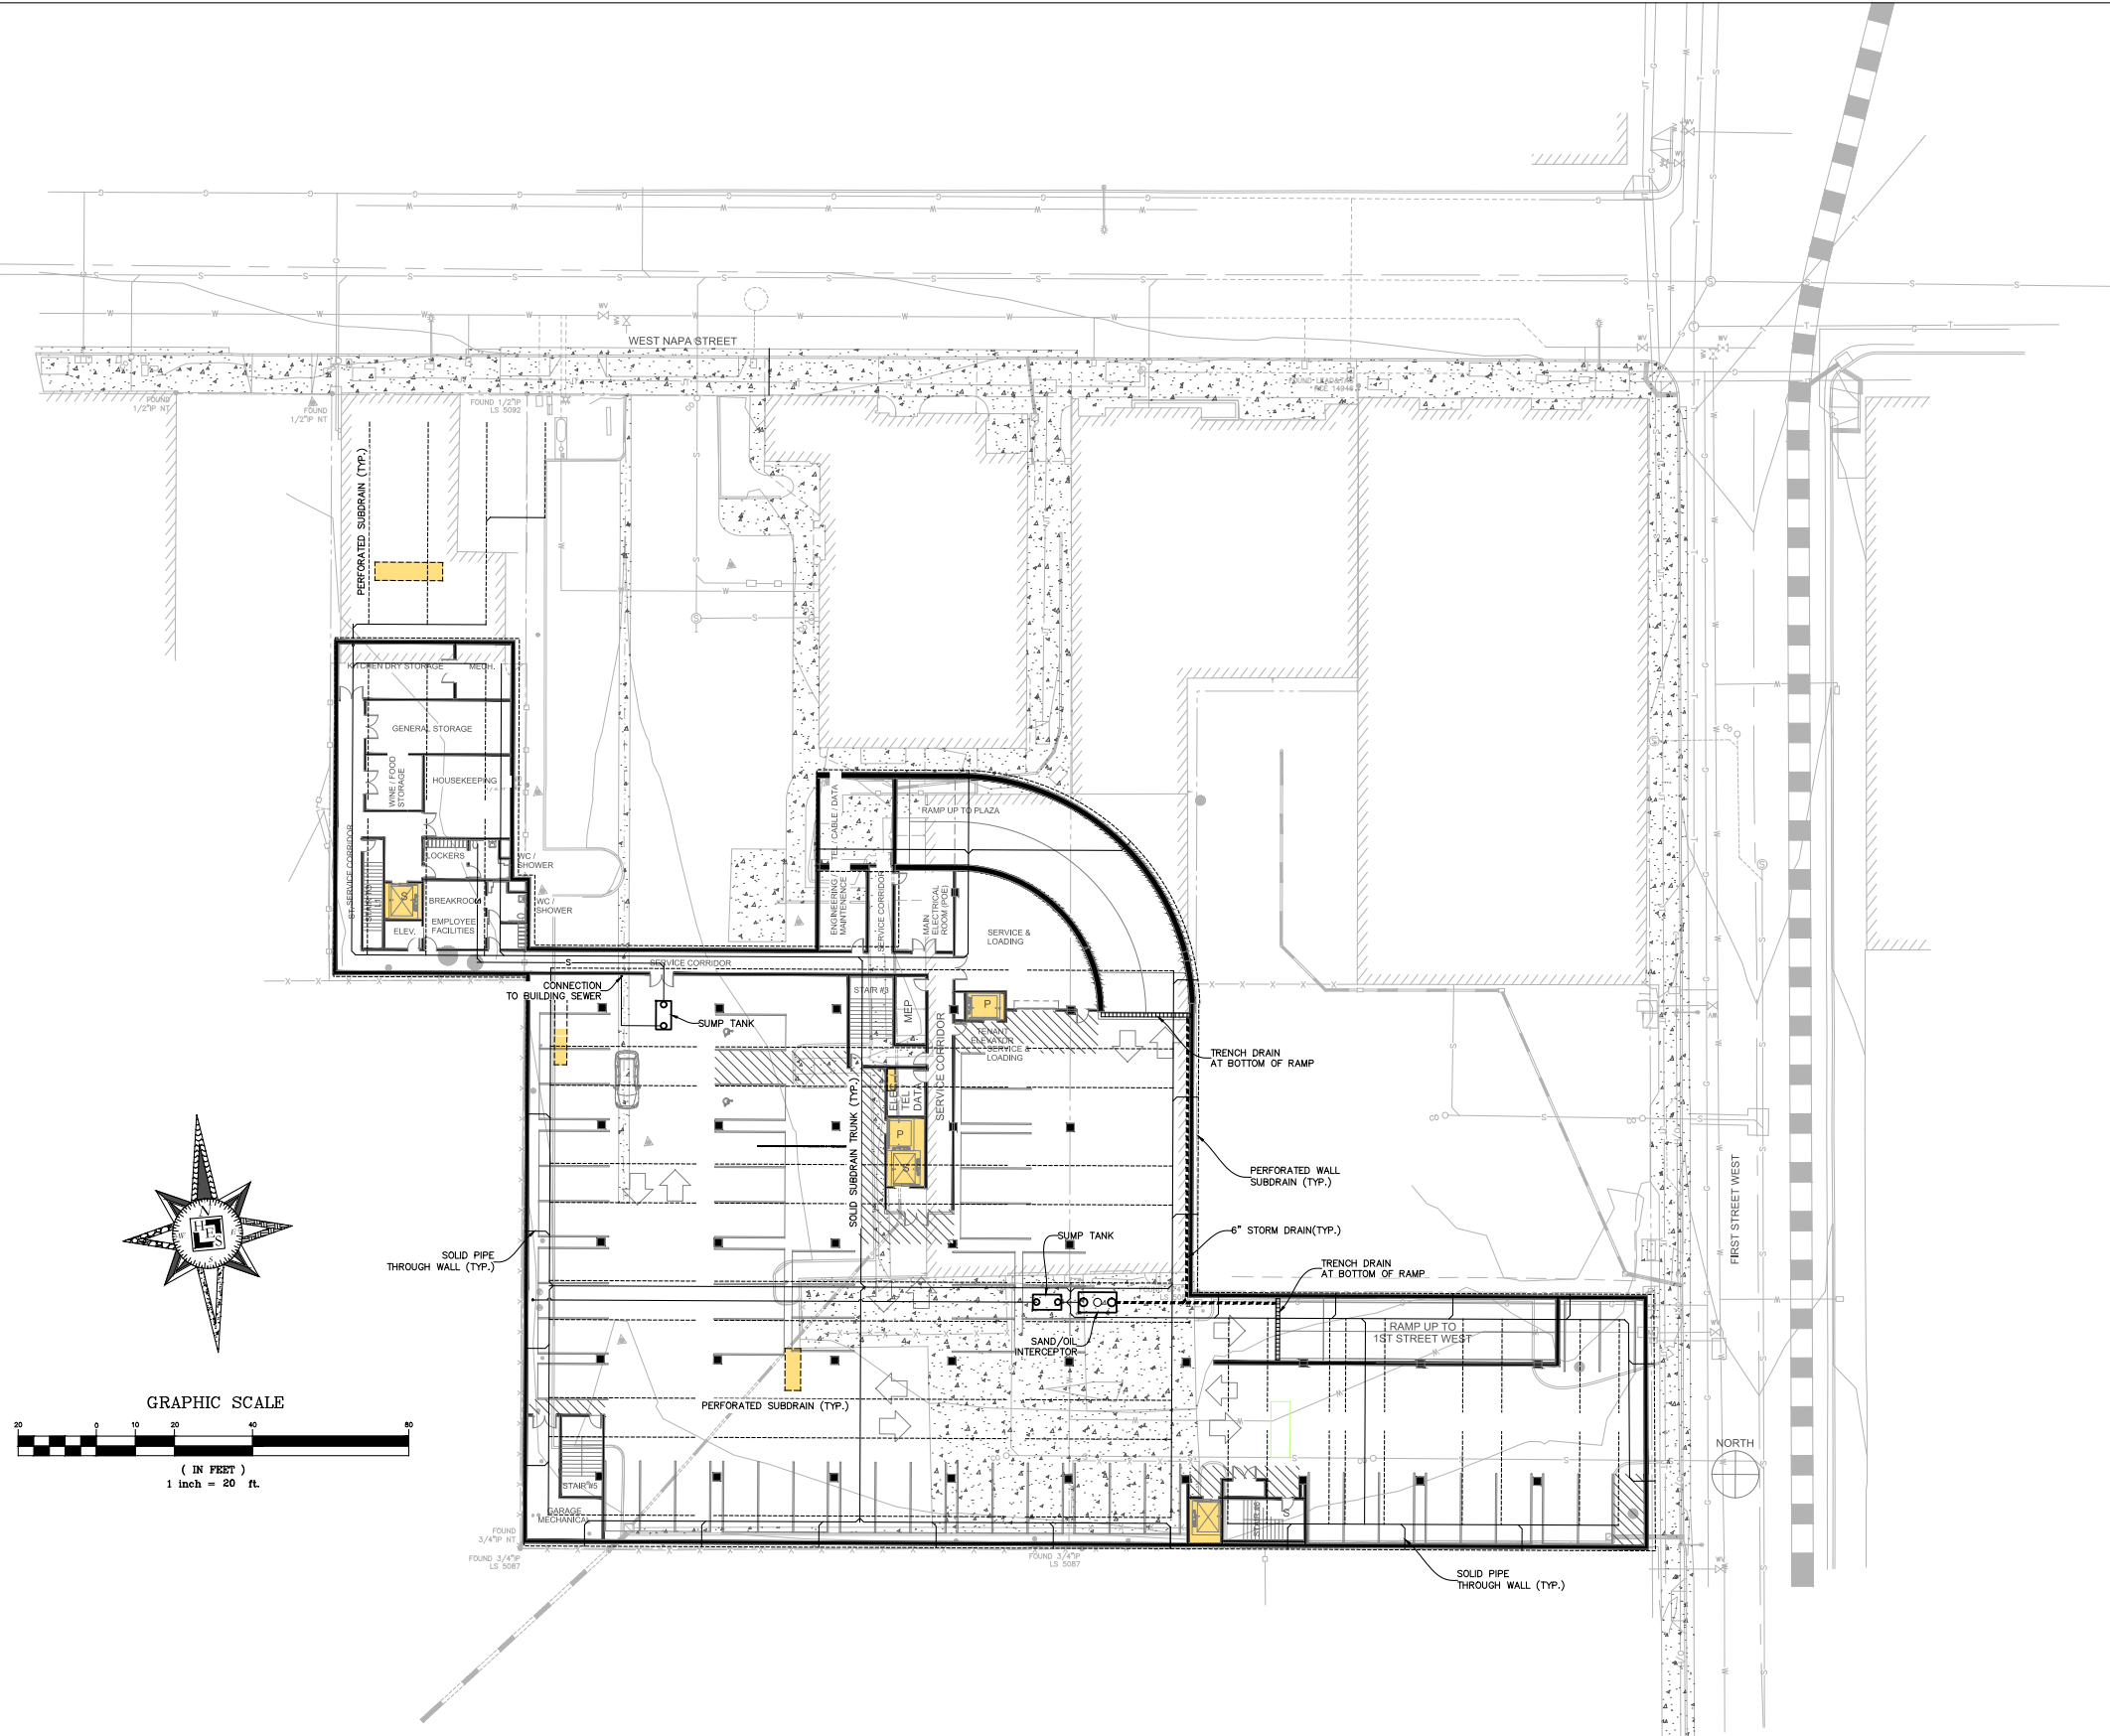 WEST NAPA STREET
FOUND
1/2"IP NT
FOUND
1/2"IP NT
FOUND 1/2"IP
LS 5092
FOUND LEAD&TAG
RCE 14946
PERFORATED SUBDRAIN (TYP.)
KITCHEN DRY STORAGE
MECH.
GENERAL STORAGE
WINE / FOOD
STORAGE
HOUSEKEEPING
ST. SERVICE CORRIDOR
LOCKERS
WC /
SHOWER
S
BREAKROOM
WC /
SHOWER
ELEV.
EMPLOYEE
FACILITIES
TEL / CABLE / DATA
RAMP UP TO PLAZA
ENGINEERING /
MAINTENENCE
SERVICE CORRIDOR
MAIN
ELECTRICAL
ROOM (POE)
SERVICE &
LOADING
SERVICE CORRIDOR
CONNECTION
TO BUILDING SEWER
SUMP TANK
STAIR #3
MEP
P
TENANT
ELEVATOR
SERVICE &
LOADING
SERVICE CORRIDOR
TRENCH DRAIN
AT BOTTOM OF RAMP
ELEC
TEL
DATA
P
S
SOLID SUBDRAIN TRUNK (TYP.)
PERFORATED WALL
SUBDRAIN (TYP.)
6" STORM DRAIN(TYP.)
SUMP TANK
SOLID PIPE
THROUGH WALL (TYP.)
TRENCH DRAIN
AT BOTTOM OF RAMP
FIRST STREET WEST
SAND/OIL
INTERCEPTOR
RAMP UP TO
1ST STREET WEST
PERFORATED SUBDRAIN (TYP.)
N
H
E
S
GRAPHIC SCALE
20 0 10 20 40 80
( IN FEET )
1 inch = 20 ft.
NORTH
STAIR #5
GARAGE
MECHANICAL
S
FOUND
3/4"IP NT
FOUND 3/4"IP
LS 5087
FOUND 3/4"IP
LS 5087
SOLID PIPE
THROUGH WALL (TYP.)